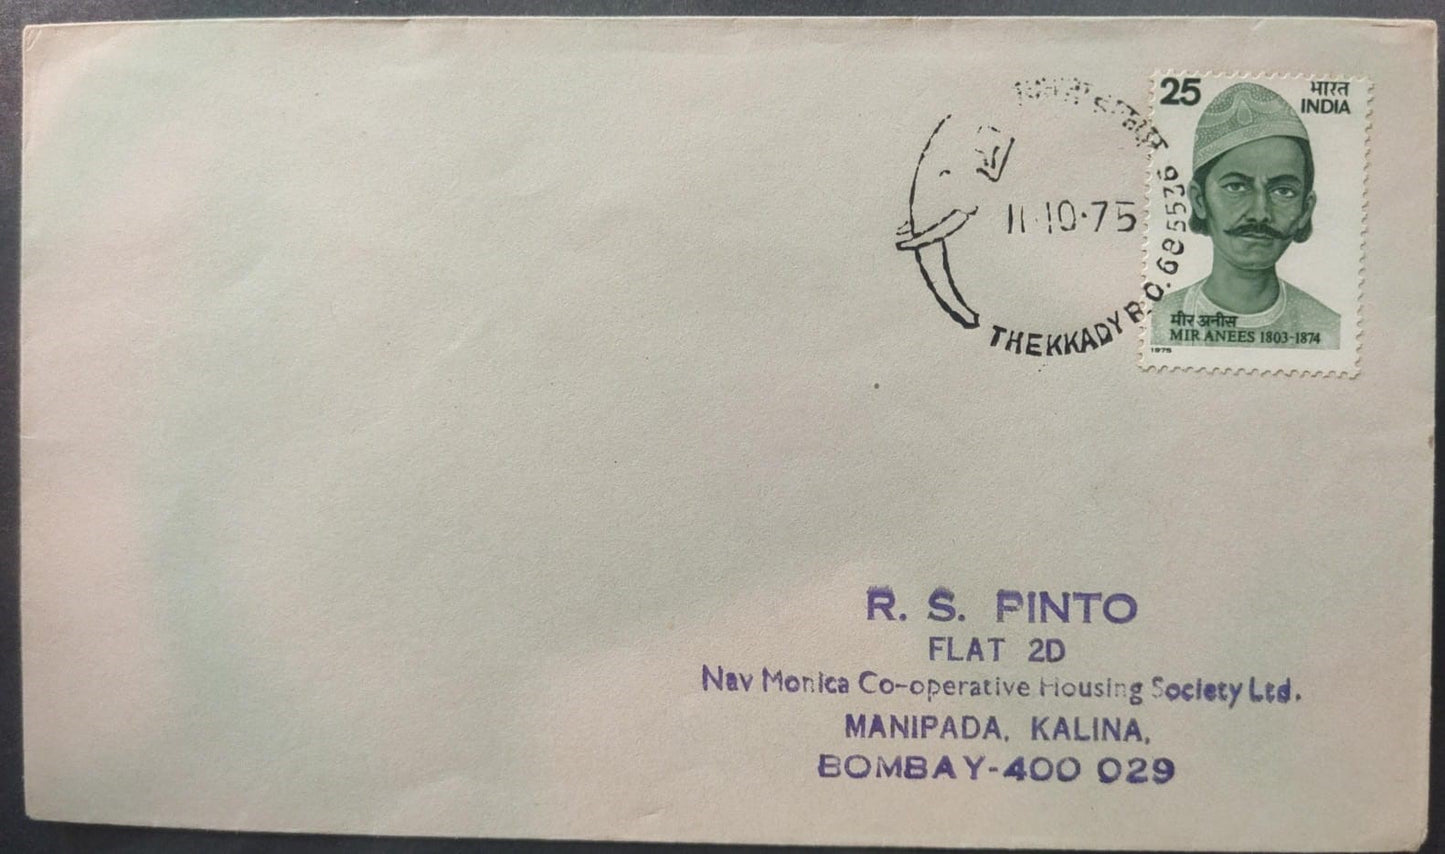 25
भारत
INDIA
मीर अनीस
MIR ANEES 1803-1874
1975
11·10·75
THEKKADY P.O. 685536
R. S. PINTO
FLAT 2D
Nav Monica Co-operative Housing Society Ltd.
MANIPADA, KALINA,
BOMBAY-400 029